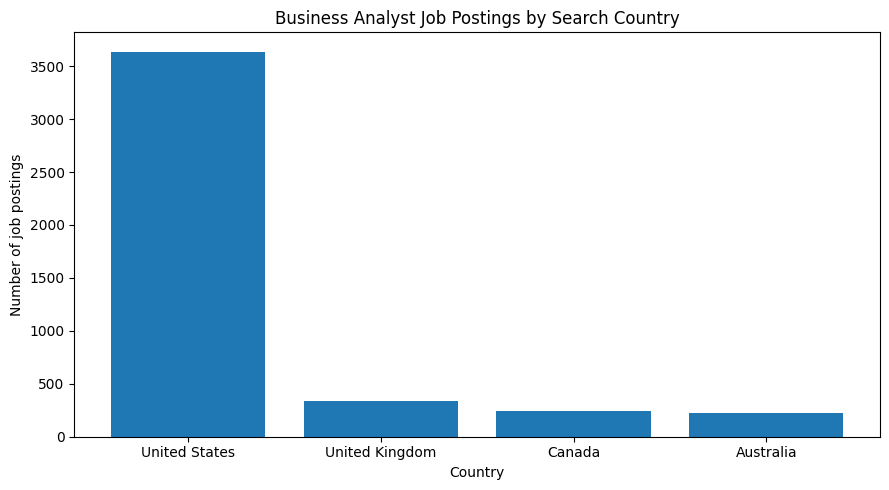 Business Analyst Job Postings by Search Country
Number of job postings
3500
3000
2500
2000
1500
1000
500
0
United States
United Kingdom
Canada
Australia
Country